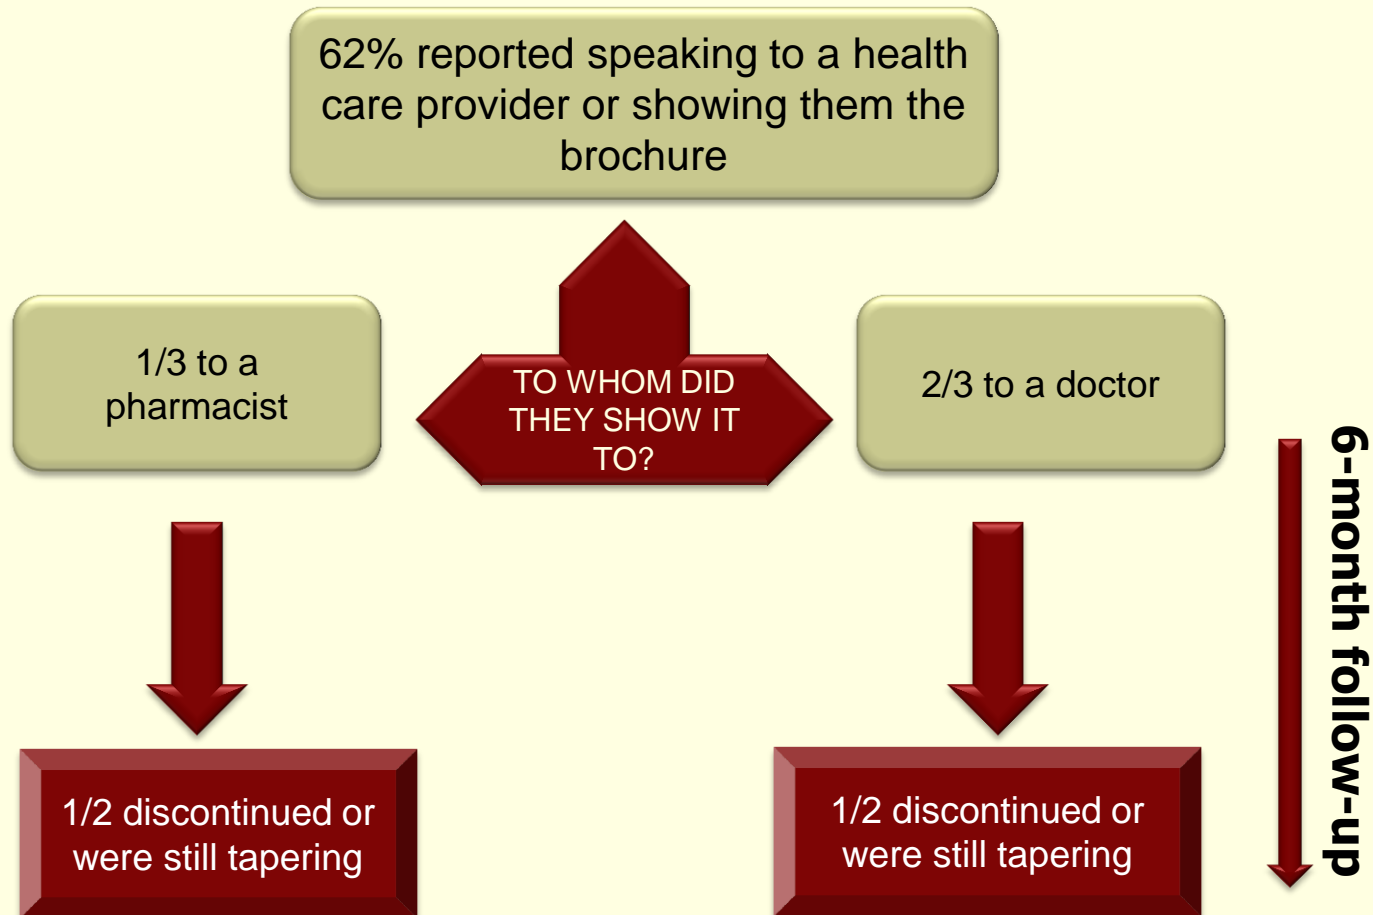 62% reported speaking to a health
care provider or showing them the
brochure
1/3 to a
pharmacist
TO WHOM DID
THEY SHOW IT
TO?
2/3 to a doctor
6-month follow-up
1/2 discontinued or
were still tapering
1/2 discontinued or
were still tapering